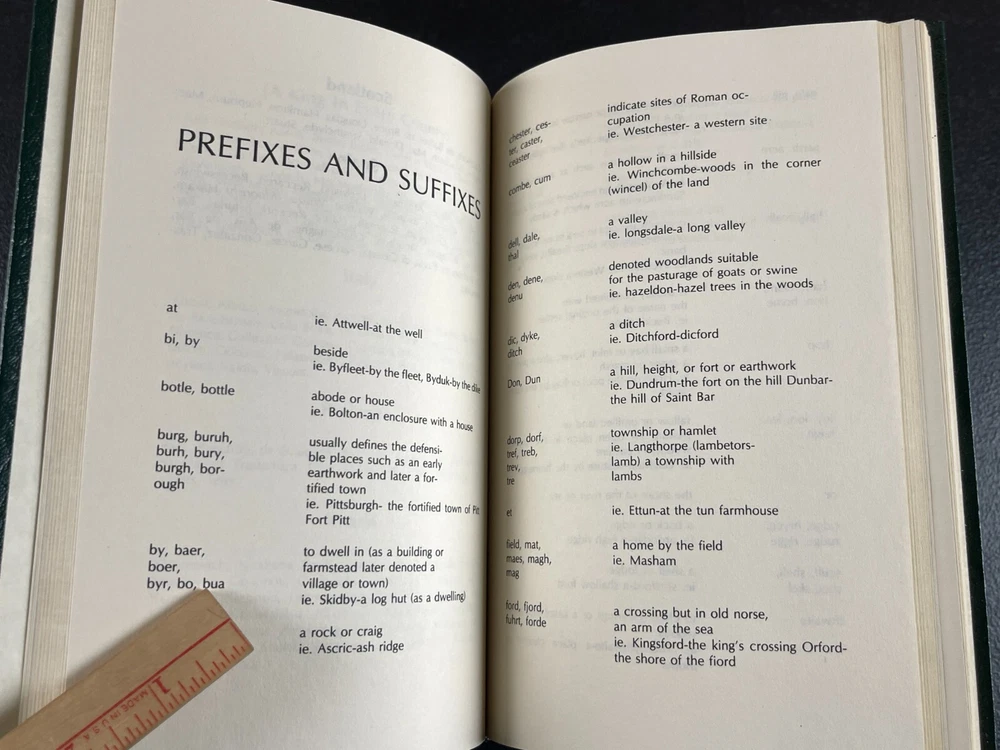 PREFIXES AND SUFFIXES
at
ie. Attwell-at the well
bi, by
beside
ie. Byfleet-by the fleet, Byduk-by the dike
botle, bottle
abode or house
ie. Bolton-an enclosure with a house
burg, buruh,
burh, bury,
burgh, bor-
ough
usually defines the defensi-
ble places such as an early
earthwork and later a for-
tified town
ie. Pittsburgh- the fortified town of Pitt
Fort Pitt
by, baer,
boer,
byr, bo, bua
to dwell in (as a building or
farmstead later denoted a
village or town)
ie. Skidby-a log hut (as a dwelling)
a rock or craig
ie. Ascric-ash ridge
MADE IN U.S.A.
1
chester, ces-
ter, caster,
ceaster
indicate sites of Roman oc-
cupation
ie. Westchester- a western site
combe, cum
a hollow in a hillside
ie. Winchcombe-woods in the corner
(wincel) of the land
dell, dale,
thal
a valley
ie. longsdale-a long valley
den, dene,
denu
denoted woodlands suitable
for the pasturage of goats or swine
ie. hazeldon-hazel trees in the woods
dic, dyke,
ditch
a ditch
ie. Ditchford-dicford
Don, Dun
a hill, height, or fort or earthwork
ie. Dundrum-the fort on the hill Dunbar-
the hill of Saint Bar
dorp, dorf,
tref, treb,
trev,
tre
township or hamlet
ie. Langthorpe (lambetors-
lamb) a township with
lambs
et
ie. Ettun-at the tun farmhouse
field, mat,
maes, magh,
mag
a home by the field
ie. Masham
ford, fjord,
fuhrt, forde
a crossing but in old norse,
an arm of the sea
ie. Kingsford-the king's crossing Orford-
the shore of the fiord